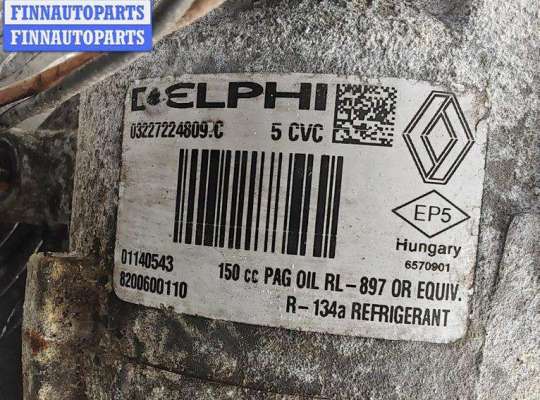 FINNAUTOPARTS
FINNAUTOPARTS
DELPHI
03227224809.C 5 CVC
EP5
Hungary
6570901
01140543
8200600110
150 cc PAG OIL RL-897 OR EQUIV.
R-134a REFRIGERANT